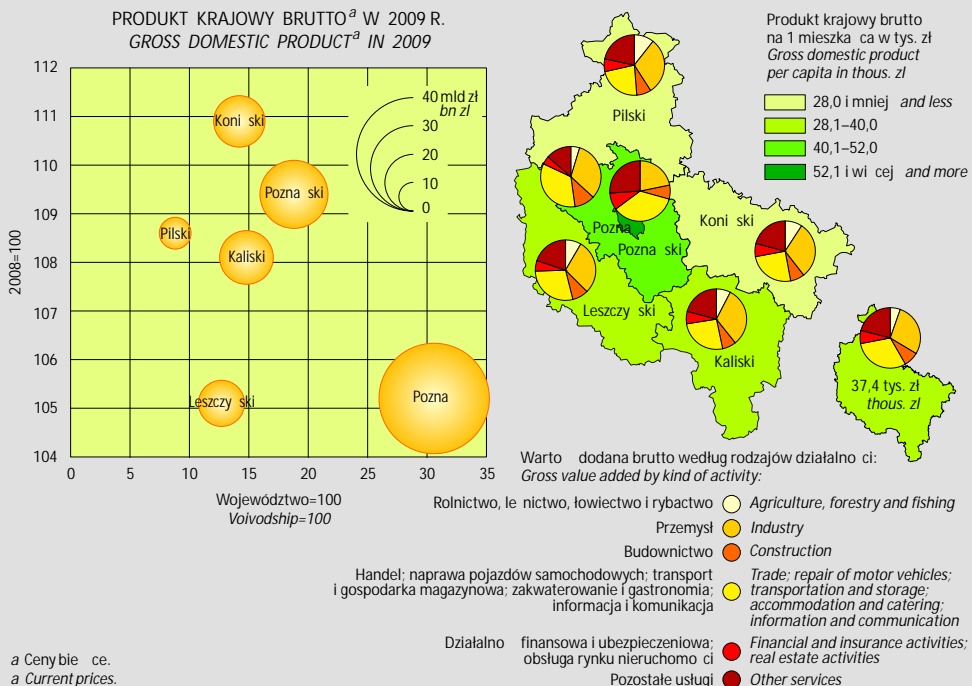 PRODUKT KRAJOWY BRUTTO a W 2009 R.
GROSS DOMESTIC PRODUCT a IN 2009
112
111
110
109
108
107
106
105
104
2008=100
0
5
10
15
20
25
30
35
Województwo=100
Voivodship=100
Koni ski
Pozna ski
Pilski
Kaliski
Leszczy ski
Pozna
40 mld zł
bn zl
30
20
10
0
Produkt krajowy brutto
na 1 mieszka ca w tys. zł
Gross domestic product
per capita in thous. zl
28,0 i mniej and less
28,1–40,0
40,1–52,0
52,1 i wi cej and more
Pilski
Pozna
Pozna ski
Koni ski
Leszczy ski
Kaliski
37,4 tys. zł
thous. zl
Warto dodana brutto według rodzajów działalno ci:
Gross value added by kind of activity:
Rolnictwo, le nictwo, łowiectwo i rybactwo Agriculture, forestry and fishing
Przemysł Industry
Budownictwo Construction
Handel; naprawa pojazdów samochodowych; transport
i gospodarka magazynowa; zakwaterowanie i gastronomia;
informacja i komunikacja
Trade; repair of motor vehicles;
transportation and storage;
accommodation and catering;
information and communication
Działalno finansowa i ubezpieczeniowa;
obsługa rynku nieruchomo ci
Financial and insurance activities;
real estate activities
Pozostałe usługi Other services
a Ceny bie ce.
a Current prices.